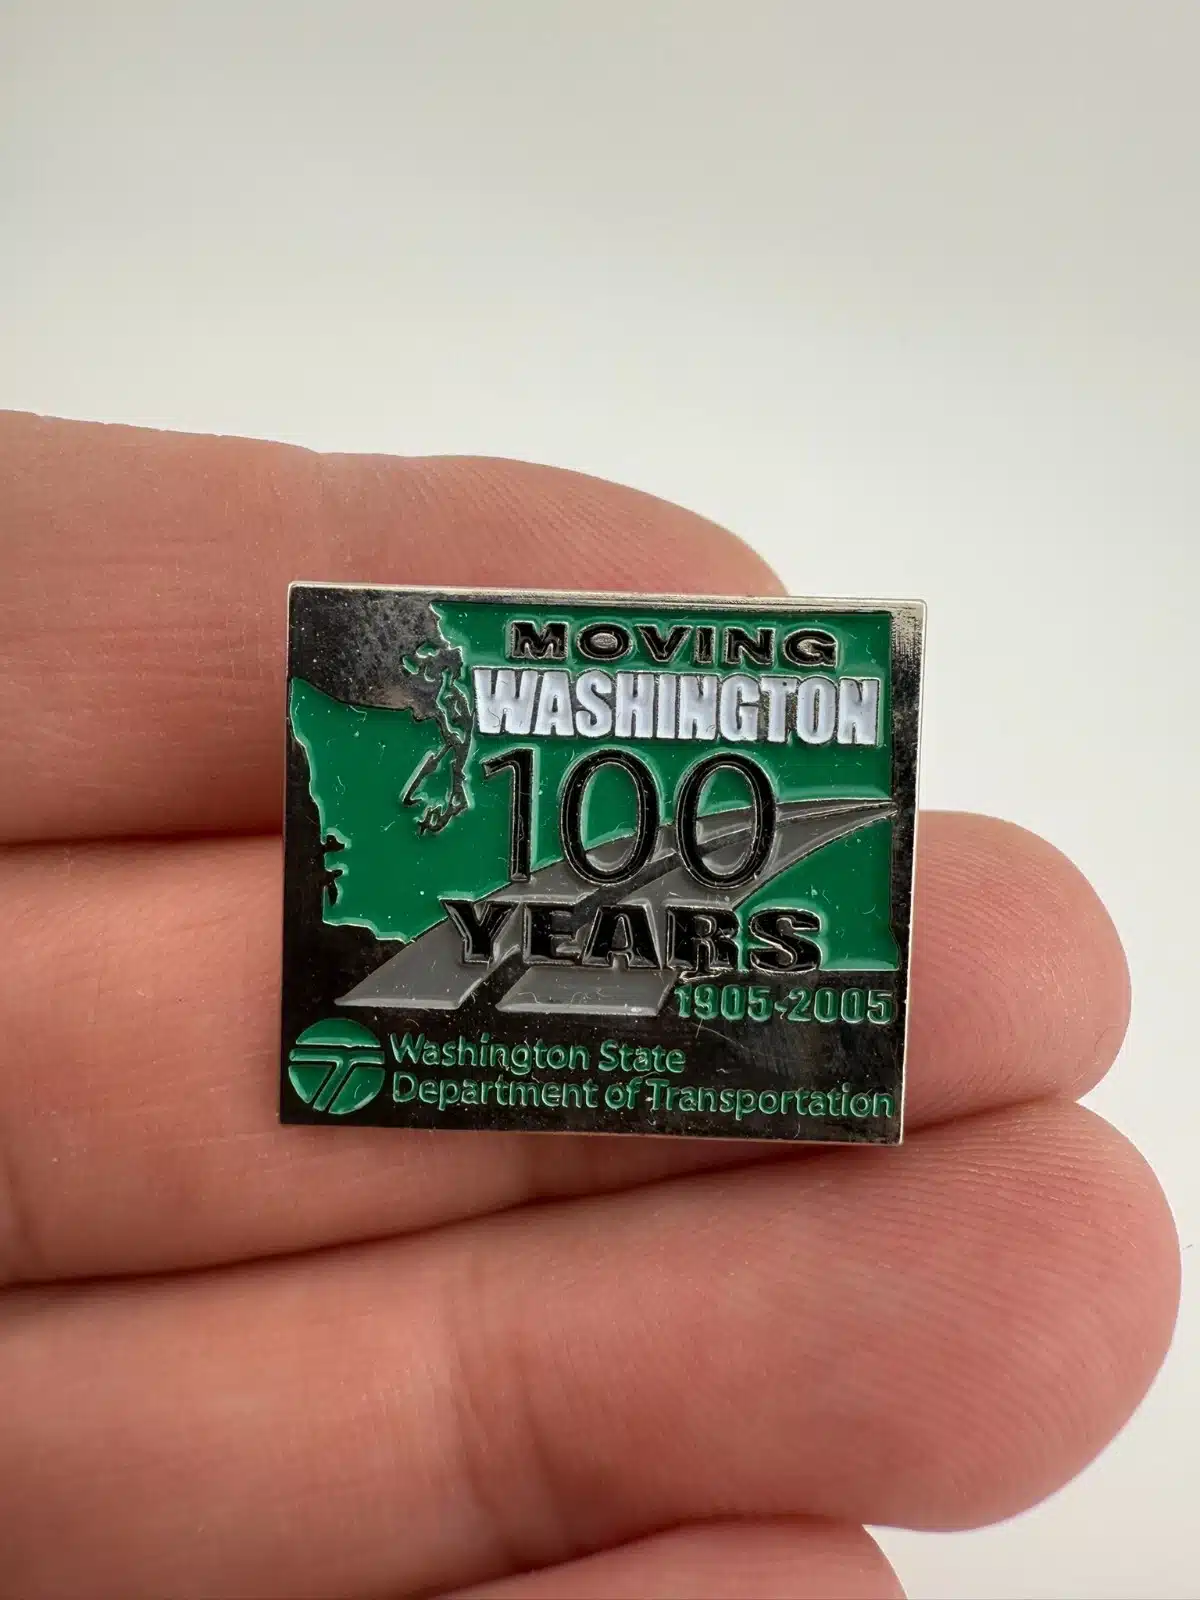 MOVING
WASHINGTON
100
YEARS
1905-2005
Washington State
Department of Transportation